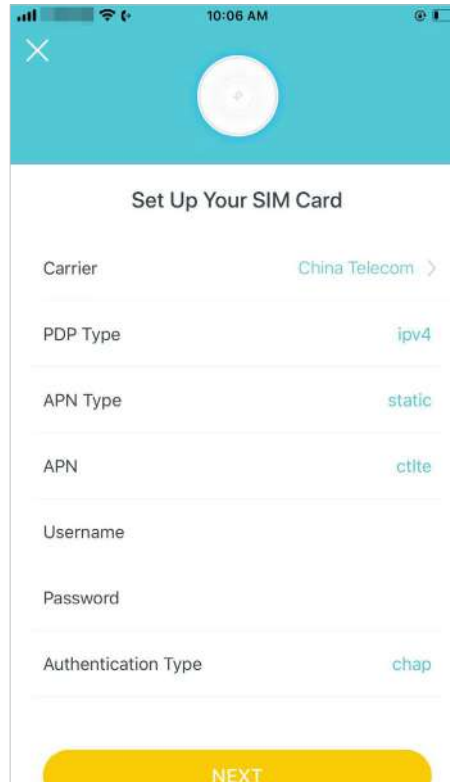 10:06 AM
Set Up Your SIM Card
Carrier China Telecom
PDP Type ipv4
APN Type static
APN ctlte
Username
Password
Authentication Type chap
NEXT